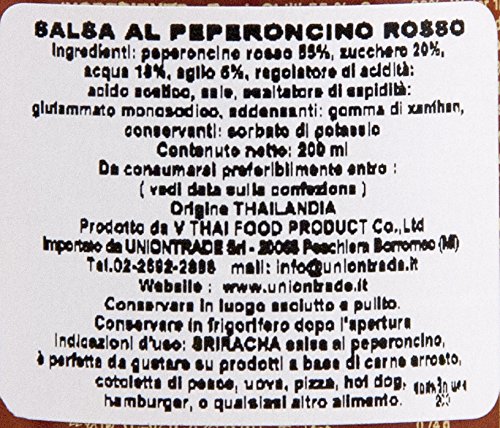 SALSA AL PEPERONCINO ROSSO
Ingredienti: peperoncino rosso 55%, zucchero 20%,
acqua 18%, aglio 5%, regolatore di acidità:
acido acetico, sale, esaltatore di sapidità:
glutammato monosodico, addensanti: gomma di xanthan,
conservanti: sorbato di potassio
Contenuto netto: 200 ml
Da consumarsi preferibilmente entro :
( vedi data sulla confezione )
Origine THAILANDIA
Prodotto da V THAI FOOD PRODUCT Co.,Ltd
Importato da UNIONTRADE Srl - 20068 Peschiera Borromeo (MI)
mail: info@uniontrade.it
Website : www.uniontrade.it
Conservare in luogo asciutto a pulito.
Conservare in frigorifero dopo l'apertura
Indicazioni d'uso: SRIRACHA salsa al peperoncino,
è perfetta da gustare su prodotti a base di carne arrosto,
cotoletta di pesce, uova, pizza, hot dog,
hamburger, o qualsiasi altro alimento.